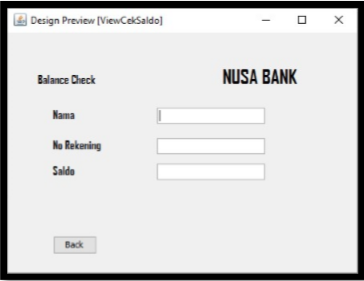 Design Preview [ViewCekSaldo]
Balance Check
NUSA BANK
Nama
No Rekening
Saldo
Back